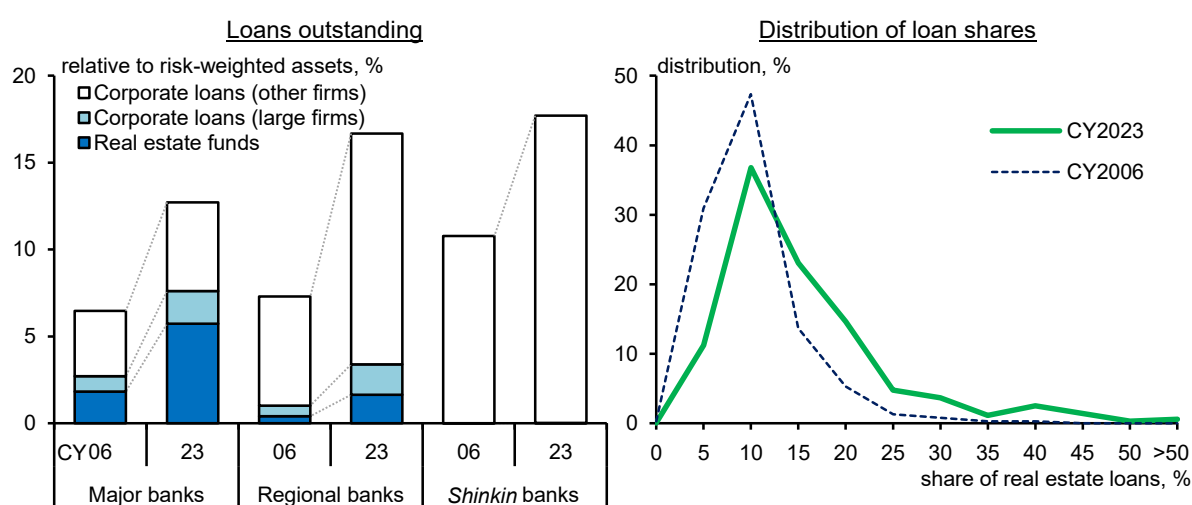 Loans outstanding
relative to risk-weighted assets, %
20
15
10
5
0
Corporate loans (other firms)
Corporate loans (large firms)
Real estate funds
CY06 23 06 23 06 23
Major banks Regional banks Shinkin banks
Distribution of loan shares
distribution, %
50
40
30
20
10
0
CY2023
CY2006
0 5 10 15 20 25 30 35 40 45 50 >50
share of real estate loans, %